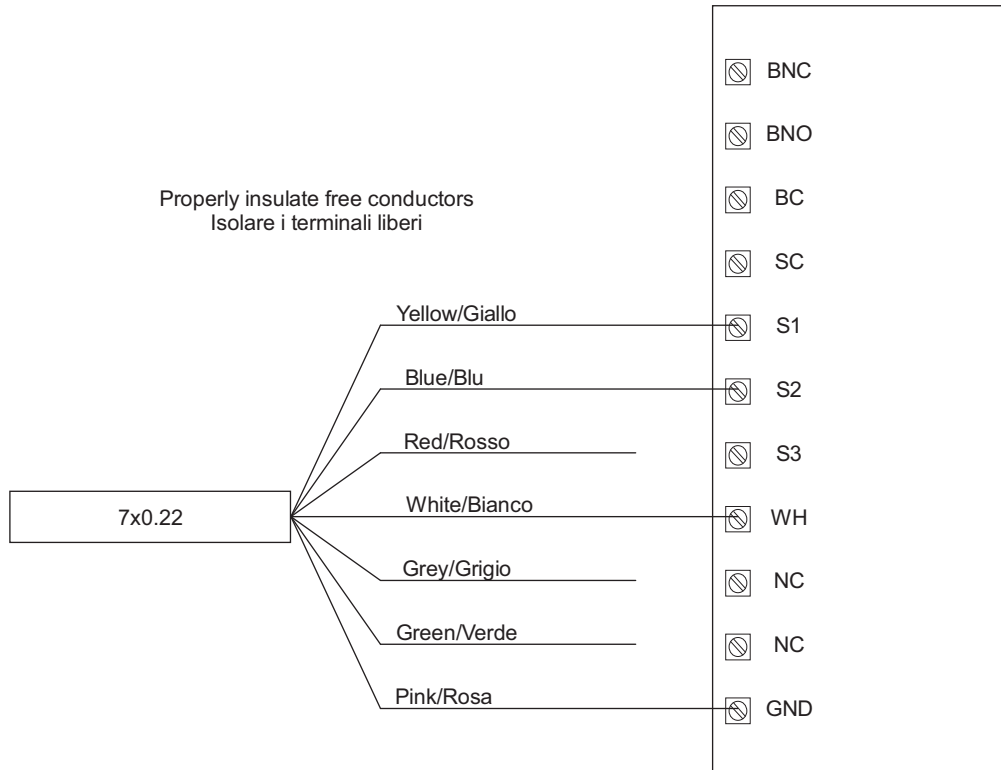 BNC
BNO
Properly insulate free conductors
Isolare i terminali liberi
BC
SC
Yellow/Giallo
S1
Blue/Blu
S2
Red/Rosso
S3
7x0.22
White/Bianco
WH
Grey/Grigio
NC
Green/Verde
NC
Pink/Rosa
GND